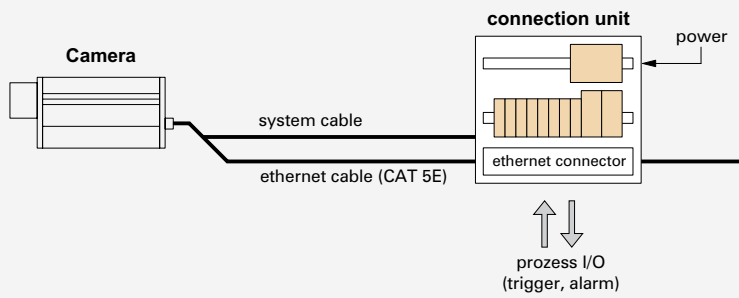 connection unit
power
Camera
system cable
ethernet connector
ethernet cable (CAT 5E)
prozess I/O
(trigger, alarm)